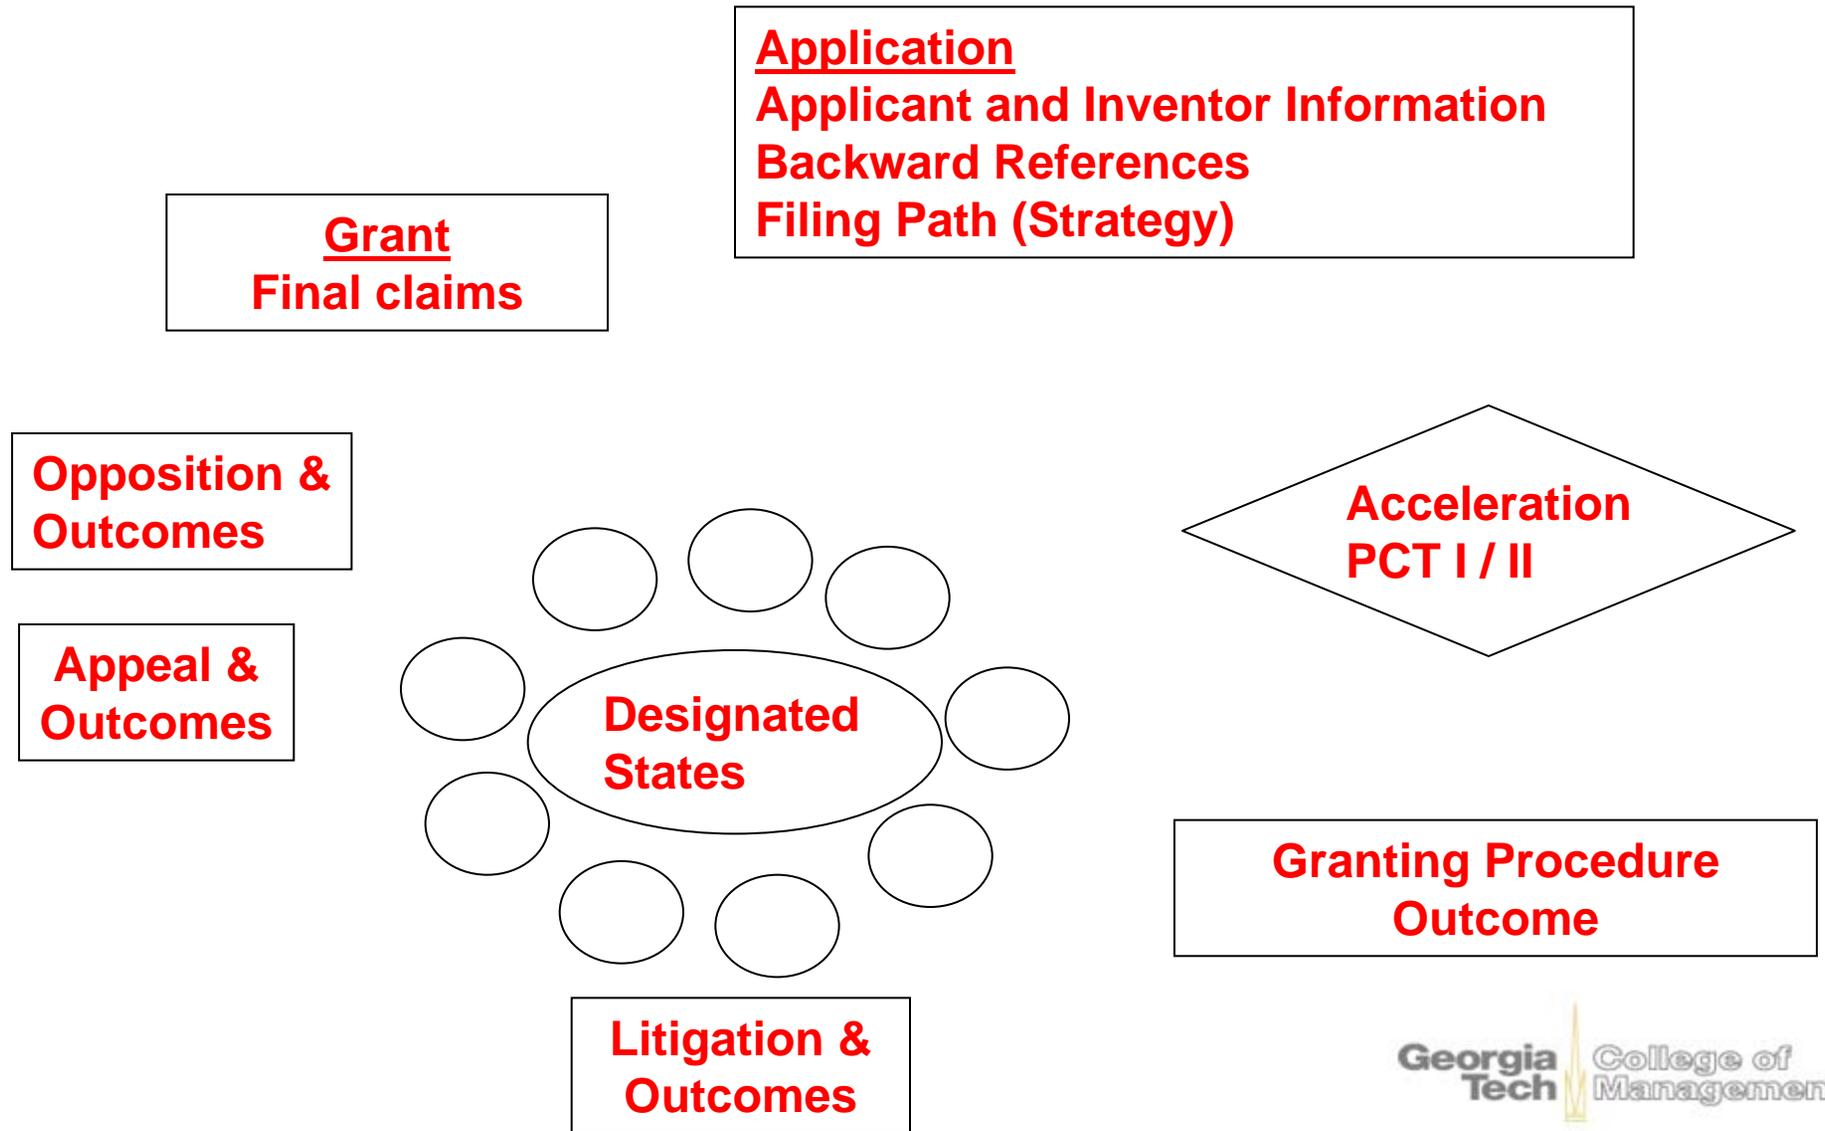 Application
Applicant and Inventor Information
Backward References
Filing Path (Strategy)
Grant
Final claims
Opposition &
Outcomes
Acceleration
PCT I / II
Appeal &
Outcomes
Designated
States
Granting Procedure
Outcome
Litigation &
Outcomes
Georgia
Tech
College of
Managemen